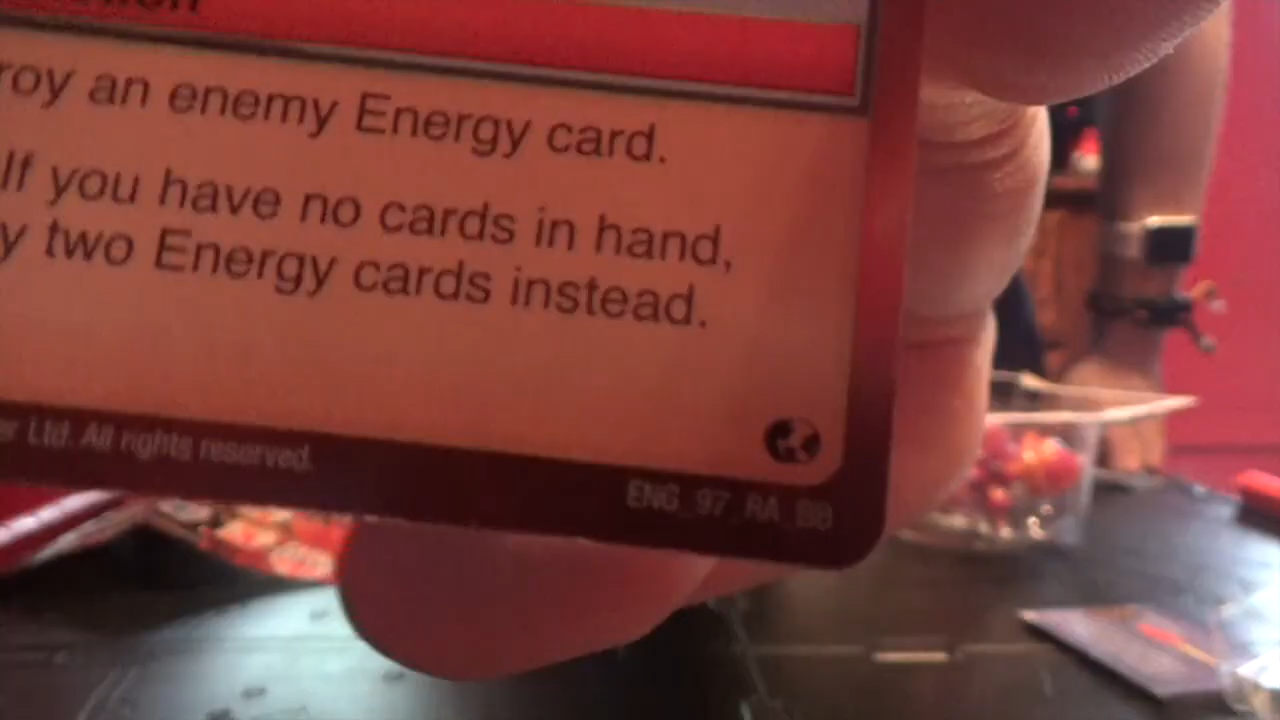 roy an enemy Energy card.
If you have no cards in hand,
y two Energy cards instead.
er Ltd. All rights reserved.
ENG_97_RA_BB